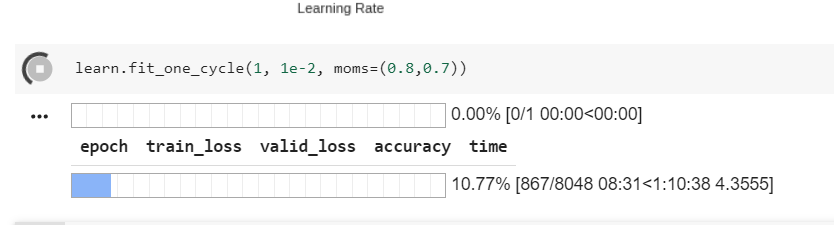 Learning Rate
learn.fit_one_cycle(1, 1e-2, moms=(0.8,0.7))
0.00% [0/1 00:00<00:00]
epoch train_loss valid_loss accuracy time
10.77% [867/8048 08:31<1:10:38 4.3555]